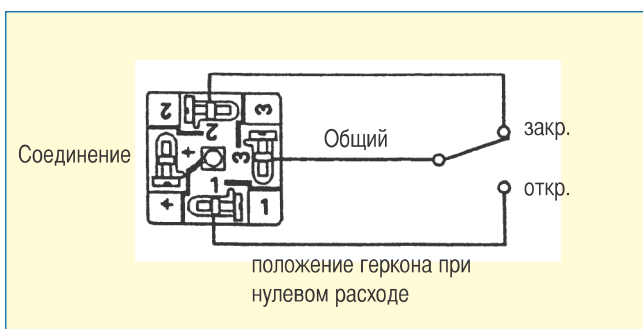 2
3
2
Соединение
+
3
Общий
закр.
1
+
1
откр.
положение геркона при
нулевом расходе